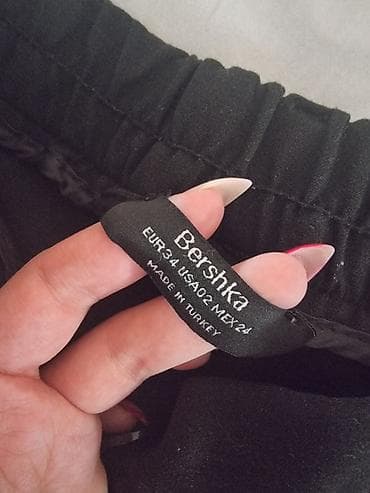 Bershka
EUR34 USA02 MEX24
MADE IN TURKEY